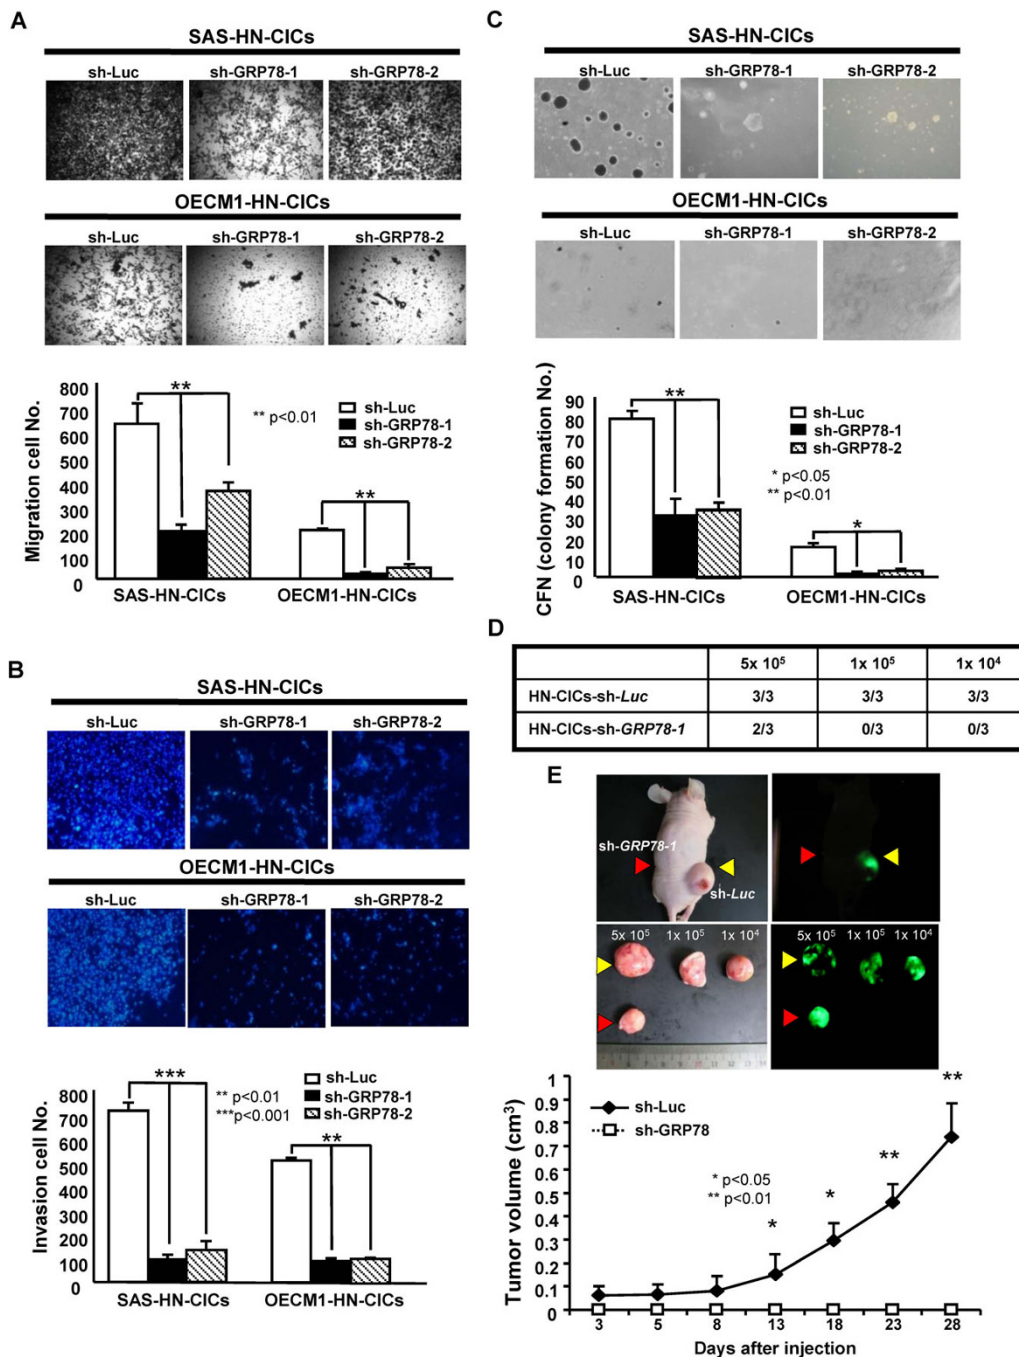 A
SAS-HN-CICs
sh-Luc sh-GRP78-1 sh-GRP78-2
OECM1-HN-CICs
sh-Luc sh-GRP78-1 sh-GRP78-2
Migration cell No.
800
700
600
500
400
300
200
100
0
**
** p<0.01
sh-Luc
sh-GRP78-1
sh-GRP78-2
**
SAS-HN-CICs OECM1-HN-CICs
B
SAS-HN-CICs
sh-Luc sh-GRP78-1 sh-GRP78-2
OECM1-HN-CICs
sh-Luc sh-GRP78-1 sh-GRP78-2
Invasion cell No.
800
700
600
500
400
300
200
100
0
***
** p<0.01
***p<0.001
sh-Luc
sh-GRP78-1
sh-GRP78-2
**
SAS-HN-CICs OECM1-HN-CICs
C
SAS-HN-CICs
sh-Luc sh-GRP78-1 sh-GRP78-2
OECM1-HN-CICs
sh-Luc sh-GRP78-1 sh-GRP78-2
CFN (colony formation No.)
90
80
70
60
50
40
30
20
10
0
**
sh-Luc
sh-GRP78-1
sh-GRP78-2
* p<0.05
** p<0.01
*
SAS-HN-CICs OECM1-HN-CICs
D
5x 10⁵ 1x 10⁵ 1x 10⁴
HN-CICs-sh-Luc 3/3 3/3 3/3
HN-CICs-sh-GRP78-1 2/3 0/3 0/3
E
sh-GRP78-1
sh-Luc
5x 10⁵ 1x 10⁵ 1x 10⁴
5x 10⁵ 1x 10⁵ 1x 10⁴
Tumor volume (cm³)
1
0.9
0.8
0.7
0.6
0.5
0.4
0.3
0.2
0.1
sh-Luc
sh-GRP78
* p<0.05
** p<0.01
*
*
**
**
3 5 8 13 18 23 28
Days after injection